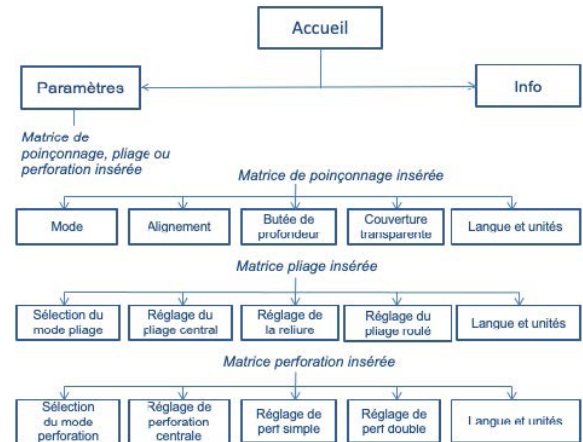 Accueil
Paramètres
Info
Matrice de
poinçonnage, pliage ou
perforation insérée
Matrice de poinçonnage insérée
Mode
Alignement
Butée de
profondeur
Couverture
transparente
Langue et unités
Matrice pliage insérée
Sélection du
mode pliage
Réglage du
pliage central
Réglage de
la reliure
Réglage du
pliage roulé
Langue et unités
Matrice perforation insérée
Sélection
du mode
perforation
Réglage de
perforation
centrale
Réglage de
perf simple
Réglage de
perf double
Langue et unités